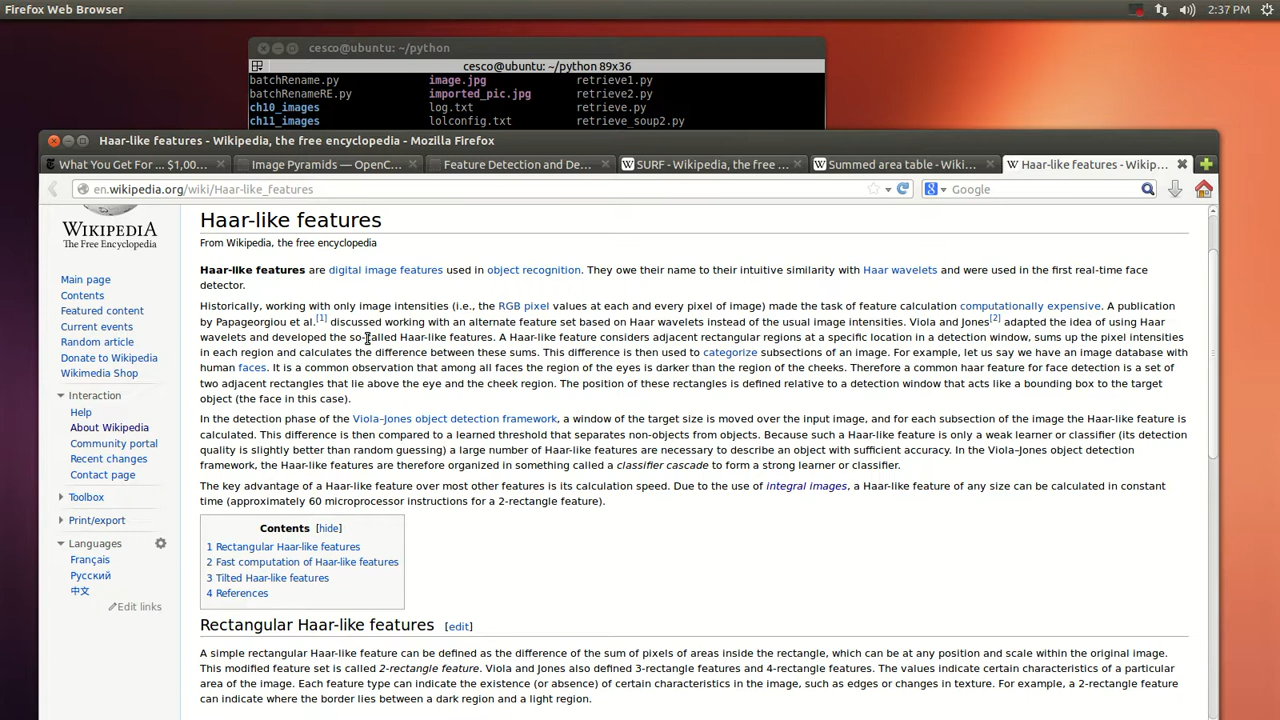 Firefox Web Browser
2:37 PM
cesco@ubuntu: ~/python
cesco@ubuntu: ~/python 89x36
batchRename.py image.jpg retrieve1.py
batchRenameRE.py imported_pic.jpg retrieve2.py
ch10_images log.txt retrieve.py
ch11_images lolconfig.txt retrieve_soup2.py
Haar-like features - Wikipedia, the free encyclopedia - Mozilla Firefox
What You Get For ... $1,00... Image Pyramids — OpenC... Feature Detection and De... SURF - Wikipedia, the free ... Summed area table - Wiki... Haar-like features - Wikip...
en.wikipedia.org/wiki/Haar-like_features
Google
WIKIPEDIA
The Free Encyclopedia
Main page
Contents
Featured content
Current events
Random article
Donate to Wikipedia
Wikimedia Shop
Interaction
Help
About Wikipedia
Community portal
Recent changes
Contact page
Toolbox
Print/export
Languages
Français
Русский
中文
Edit links
Haar-like features
From Wikipedia, the free encyclopedia
Haar-like features are digital image features used in object recognition. They owe their name to their intuitive similarity with Haar wavelets and were used in the first real-time face
detector.
Historically, working with only image intensities (i.e., the RGB pixel values at each and every pixel of image) made the task of feature calculation computationally expensive. A publication
by Papageorgiou et al.[1] discussed working with an alternate feature set based on Haar wavelets instead of the usual image intensities. Viola and Jones[2] adapted the idea of using Haar
wavelets and developed the so-called Haar-like features. A Haar-like feature considers adjacent rectangular regions at a specific location in a detection window, sums up the pixel intensities
in each region and calculates the difference between these sums. This difference is then used to categorize subsections of an image. For example, let us say we have an image database with
human faces. It is a common observation that among all faces the region of the eyes is darker than the region of the cheeks. Therefore a common haar feature for face detection is a set of
two adjacent rectangles that lie above the eye and the cheek region. The position of these rectangles is defined relative to a detection window that acts like a bounding box to the target
object (the face in this case).
In the detection phase of the Viola–Jones object detection framework, a window of the target size is moved over the input image, and for each subsection of the image the Haar-like feature is
calculated. This difference is then compared to a learned threshold that separates non-objects from objects. Because such a Haar-like feature is only a weak learner or classifier (its detection
quality is slightly better than random guessing) a large number of Haar-like features are necessary to describe an object with sufficient accuracy. In the Viola–Jones object detection
framework, the Haar-like features are therefore organized in something called a classifier cascade to form a strong learner or classifier.
The key advantage of a Haar-like feature over most other features is its calculation speed. Due to the use of integral images, a Haar-like feature of any size can be calculated in constant
time (approximately 60 microprocessor instructions for a 2-rectangle feature).
Contents [hide]
1 Rectangular Haar-like features
2 Fast computation of Haar-like features
3 Tilted Haar-like features
4 References
Rectangular Haar-like features [edit]
A simple rectangular Haar-like feature can be defined as the difference of the sum of pixels of areas inside the rectangle, which can be at any position and scale within the original image.
This modified feature set is called 2-rectangle feature. Viola and Jones also defined 3-rectangle features and 4-rectangle features. The values indicate certain characteristics of a particular
area of the image. Each feature type can indicate the existence (or absence) of certain characteristics in the image, such as edges or changes in texture. For example, a 2-rectangle feature
can indicate where the border lies between a dark region and a light region.